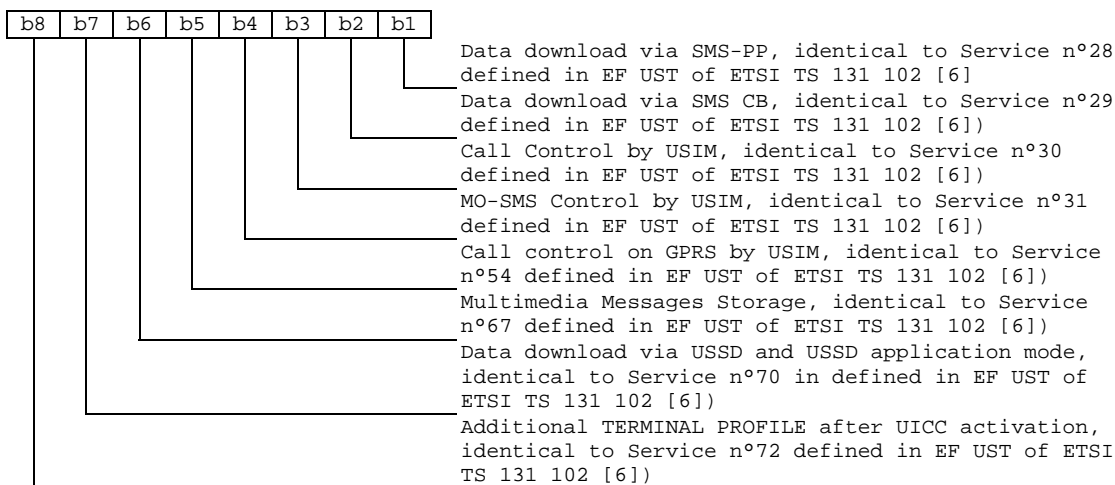 b8 b7 b6 b5 b4 b3 b2 b1
Data download via SMS-PP, identical to Service n°28
defined in EF UST of ETSI TS 131 102 [6]
Data download via SMS CB, identical to Service n°29
defined in EF UST of ETSI TS 131 102 [6])
Call Control by USIM, identical to Service n°30
defined in EF UST of ETSI TS 131 102 [6])
MO-SMS Control by USIM, identical to Service n°31
defined in EF UST of ETSI TS 131 102 [6])
Call control on GPRS by USIM, identical to Service
n°54 defined in EF UST of ETSI TS 131 102 [6])
Multimedia Messages Storage, identical to Service
n°67 defined in EF UST of ETSI TS 131 102 [6])
Data download via USSD and USSD application mode,
identical to Service n°70 in defined in EF UST of
ETSI TS 131 102 [6])
Additional TERMINAL PROFILE after UICC activation,
identical to Service n°72 defined in EF UST of ETSI
TS 131 102 [6])